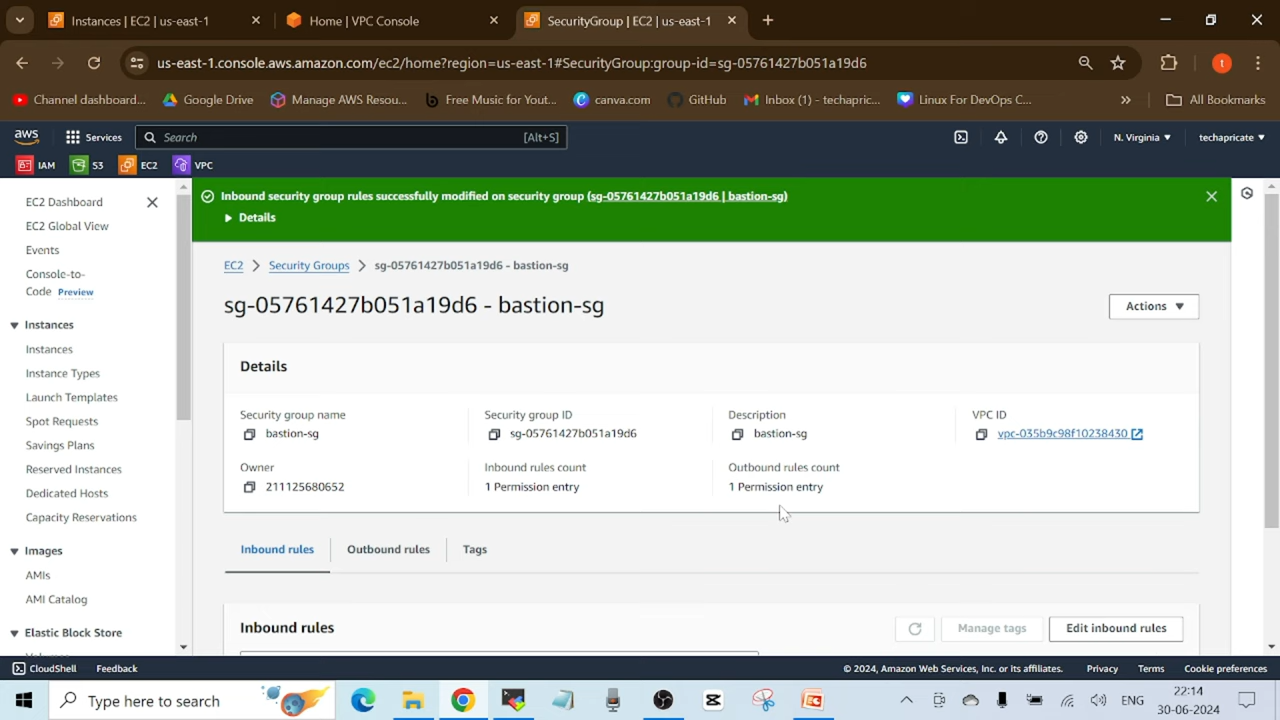 Instances | EC2 | us-east-1
Home | VPC Console
SecurityGroup | EC2 | us-east-1
us-east-1.console.aws.amazon.com/ec2/home?region=us-east-1#SecurityGroup:group-id=sg-05761427b051a19d6
t
Channel dashboard...
Google Drive
Manage AWS Resou...
Free Music for Yout...
canva.com
GitHub
Inbox (1) - techapric...
Linux For DevOps C...
All Bookmarks
aws
Services
Search
[Alt+S]
N. Virginia
techapricate
IAM
S3
EC2
VPC
EC2 Dashboard
EC2 Global View
Events
Console-to-
Code Preview
Instances
Instances
Instance Types
Launch Templates
Spot Requests
Savings Plans
Reserved Instances
Dedicated Hosts
Capacity Reservations
Images
AMIs
AMI Catalog
Elastic Block Store
Inbound security group rules successfully modified on security group (sg-05761427b051a19d6 | bastion-sg)
Details
EC2 > Security Groups > sg-05761427b051a19d6 - bastion-sg
sg-05761427b051a19d6 - bastion-sg
Actions
Details
Security group name
bastion-sg
Security group ID
sg-05761427b051a19d6
Description
bastion-sg
VPC ID
vpc-035b9c98f10238430
Owner
211125680652
Inbound rules count
1 Permission entry
Outbound rules count
1 Permission entry
Inbound rules
Outbound rules
Tags
Inbound rules
Manage tags
Edit inbound rules
CloudShell
Feedback
© 2024, Amazon Web Services, Inc. or its affiliates.
Privacy
Terms
Cookie preferences
Type here to search
ENG
22:14
30-06-2024